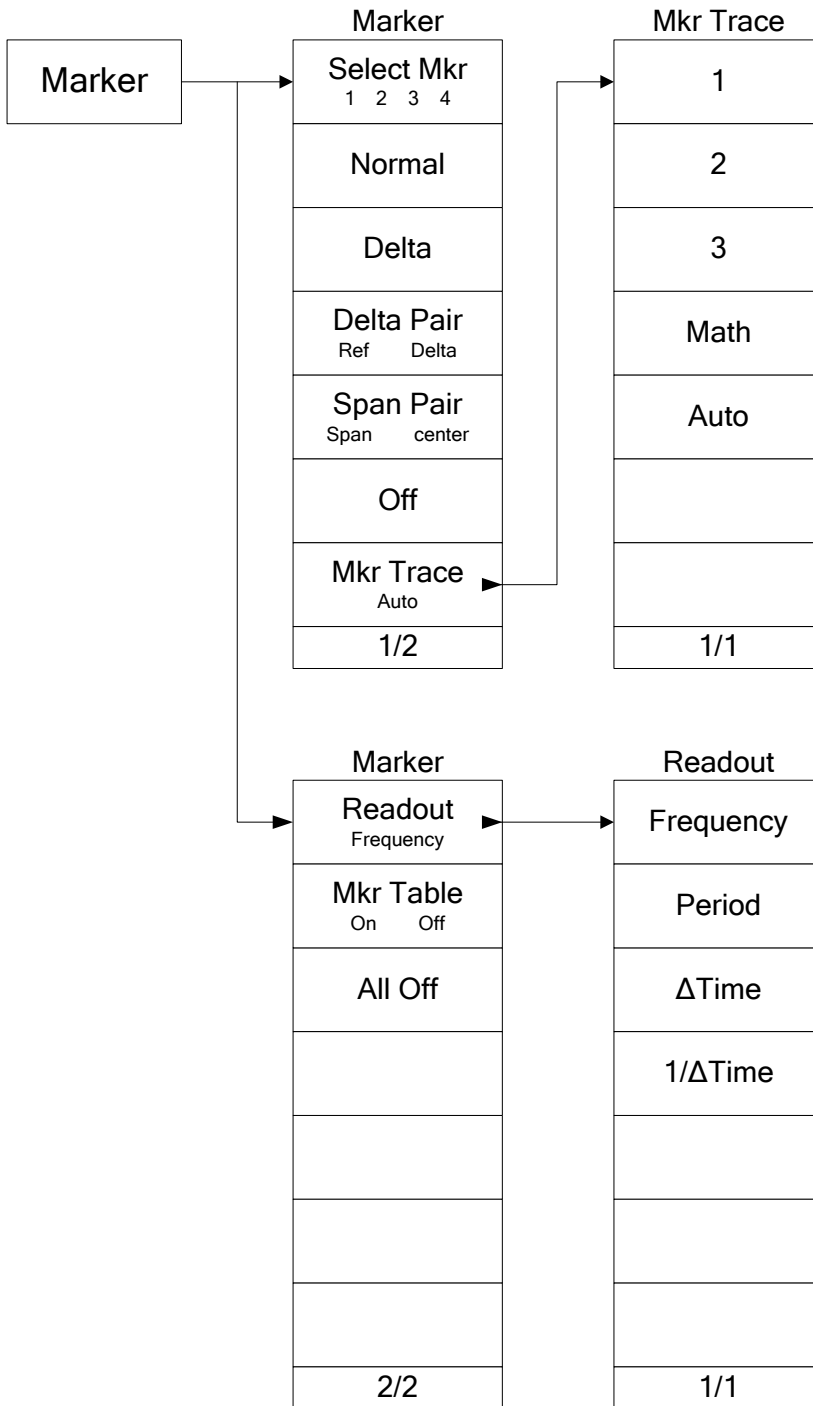 Marker
Marker
Select Mkr
1 2 3 4
Normal
Delta
Delta Pair
Ref Delta
Span Pair
Span center
Off
Mkr Trace
Auto
1/2
Mkr Trace
1
2
3
Math
Auto
1/1
Marker
Readout
Frequency
Mkr Table
On Off
All Off
2/2
Readout
Frequency
Period
ΔTime
1/ΔTime
1/1